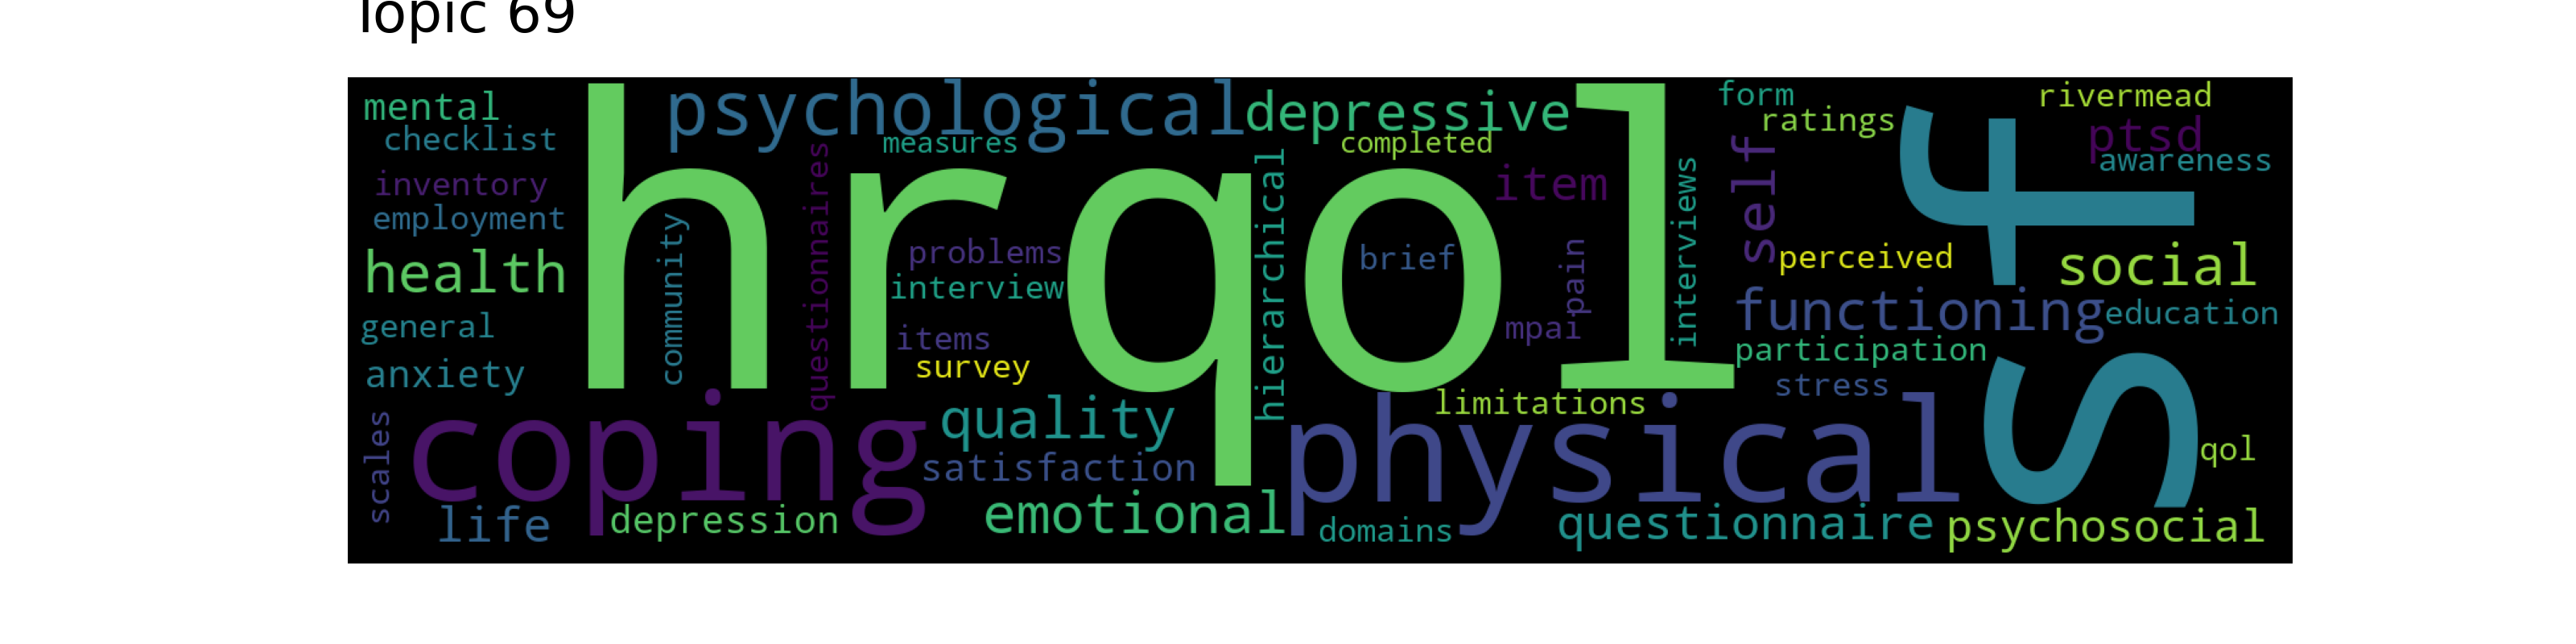 Topic 69
mental
checklist
inventory
employment
health
general
anxiety
scales
life
coping
depression
hrqol
community
psychological
questionnaires
measures
problems
interview
items
survey
quality
satisfaction
emotional
depressive
completed
hierarchical
brief
item
pain
mpai
interviews
limitations
physical
domains
questionnaire
form
ratings
self
perceived
functioning
participation
stress
sf
rivermead
ptsd
awareness
social
education
qol
psychosocial